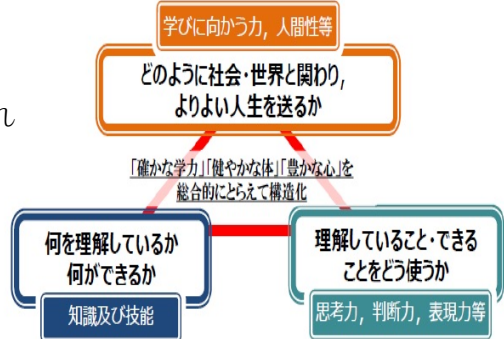 学びに向かう力，人間性等
どのように社会・世界と関わり，
よりよい人生を送るか
れ
「確かな学力」「健やかな体」「豊かな心」を
総合的にとらえて構造化
何を理解しているか
何ができるか
知識及び技能
理解していること・できる
ことをどう使うか
思考力，判断力，表現力等